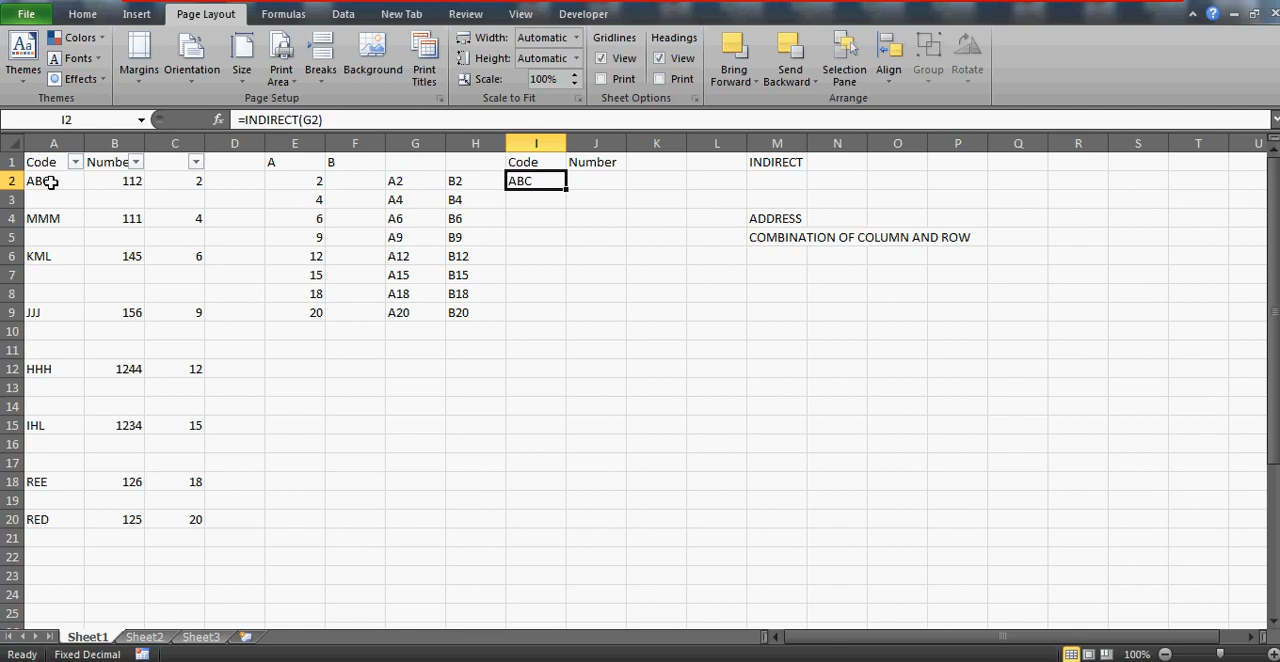 File Home Insert Page Layout Formulas Data New Tab Review View Developer
Themes Colors Fonts Effects Margins Orientation Size Print Area Breaks Background Print Titles Width: Automatic Height: Automatic Scale: 100% Gridlines View Print Headings View Print Bring Forward Send Backward Selection Pane Align Group Rotate
Themes Page Setup Scale to Fit Sheet Options Arrange
I2 fx =INDIRECT(G2)
A B C D E F G H I J K L M N O P Q R S T U
1 Code Numbe A B Code Number INDIRECT
2 112 2 2 A2 B2 ABC
3 4 A4 B4
4 MMM 111 4 6 A6 B6 ADDRESS
5 9 A9 B9 COMBINATION OF COLUMN AND ROW
6 KML 145 6 12 A12 B12
7 15 A15 B15
8 18 A18 B18
9 JJJ 156 9 20 A20 B20
10
11
12 HHH 1244 12
13
14
15 IHL 1234 15
16
17
18 REE 126 18
19
20 RED 125 20
21
22
23
24
25
Sheet1 Sheet2 Sheet3
Ready Fixed Decimal 100%